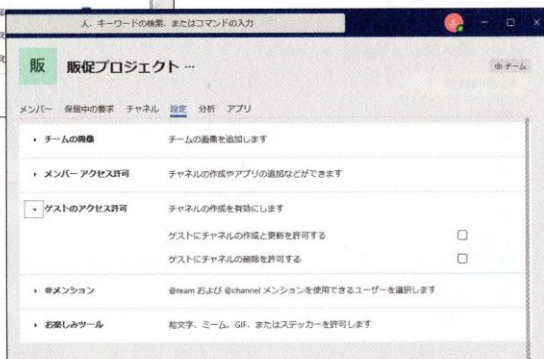 人、キーワードの検索、またはコマンドの入力
販 販促プロジェクト …
チーム
メンバー 保留中の要求 チャネル 設定 分析 アプリ
チームの画像 チームの画像を追加します
メンバー アクセス許可 チャネルの作成やアプリの追加などができます
ゲストのアクセス許可 チャネルの作成を有効にします
ゲストにチャネルの作成と更新を許可する
ゲストにチャネルの削除を許可する
@メンション @team および @channel メンションを使用できるユーザーを選択します
お楽しみツール 絵文字、ミーム、GIF、またはステッカーを許可します